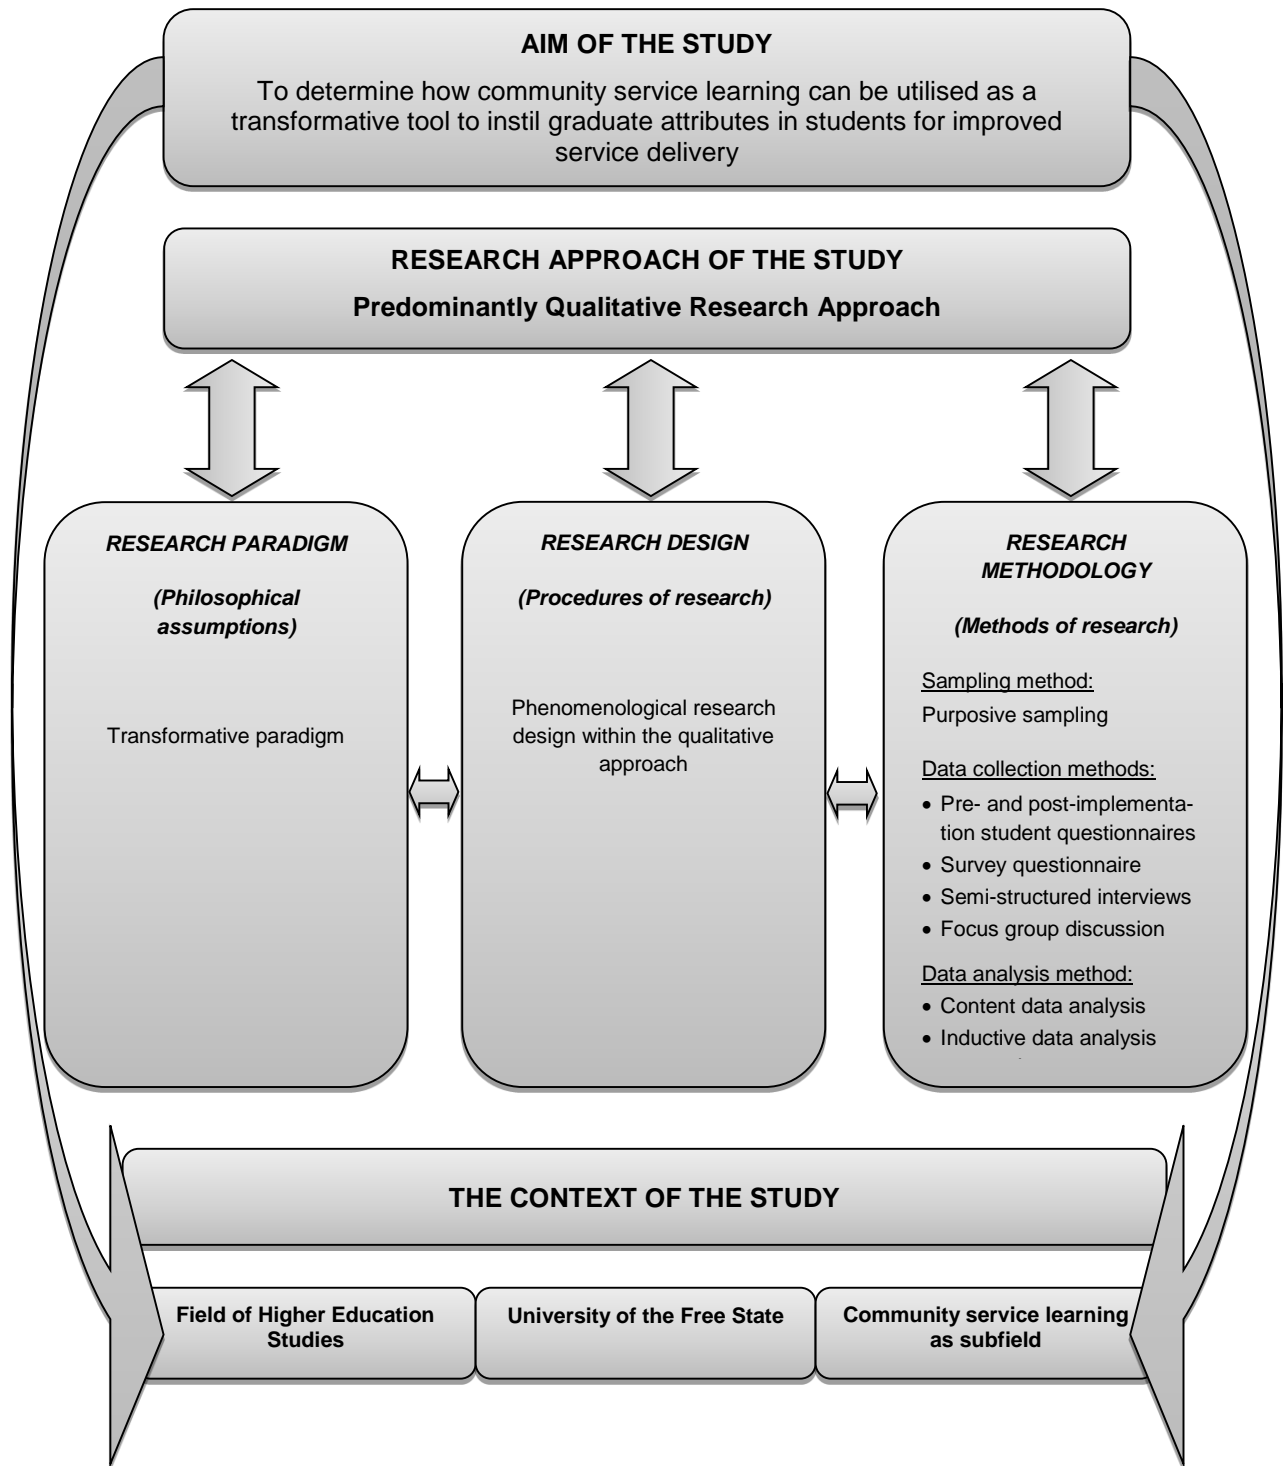 AIM OF THE STUDY
To determine how community service learning can be utilised as a
transformative tool to instil graduate attributes in students for improved
service delivery
RESEARCH APPROACH OF THE STUDY
Predominantly Qualitative Research Approach
RESEARCH PARADIGM
(Philosophical
assumptions)
Transformative paradigm
RESEARCH DESIGN
(Procedures of research)
Phenomenological research
design within the qualitative
approach
RESEARCH
METHODOLOGY
(Methods of research)
Sampling method:
Purposive sampling
Data collection methods:
• Pre- and post-implementa-
tion student questionnaires
• Survey questionnaire
• Semi-structured interviews
• Focus group discussion
Data analysis method:
• Content data analysis
• Inductive data analysis
THE CONTEXT OF THE STUDY
Field of Higher Education
Studies
University of the Free State
Community service learning
as subfield